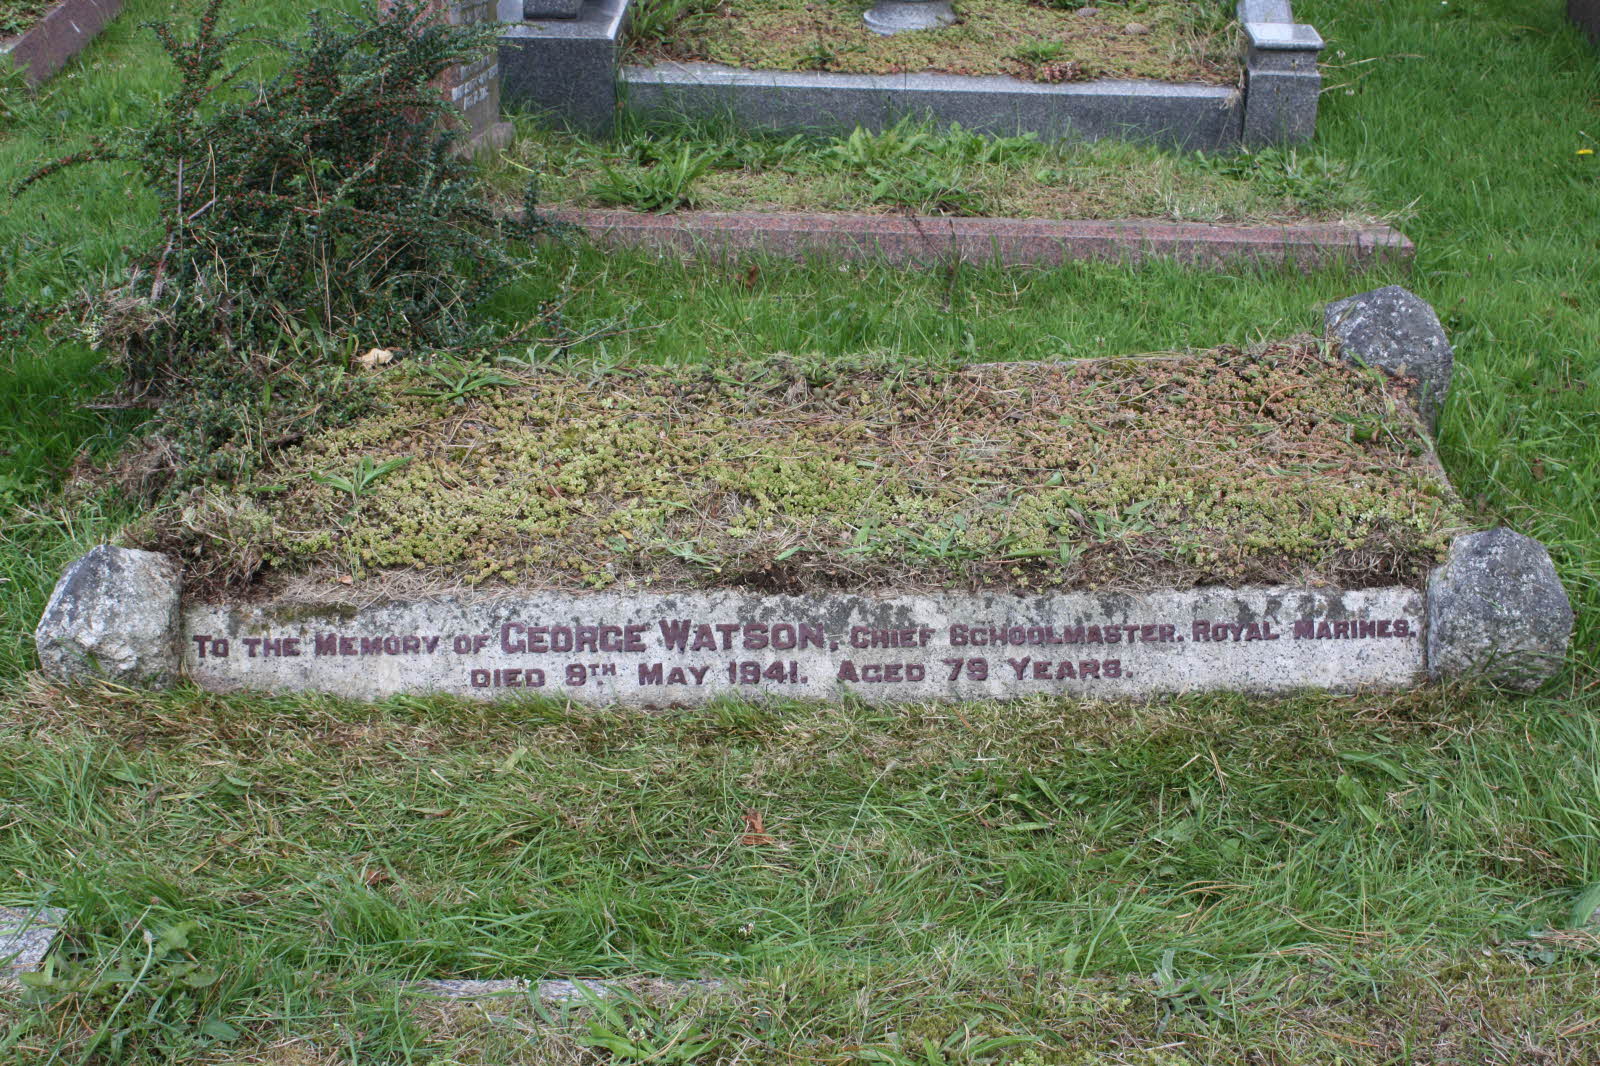 To the Memory of George Watson, Chief Schoolmaster. Royal Marines.
Died 9th. May 1941. Aged 79 Years.